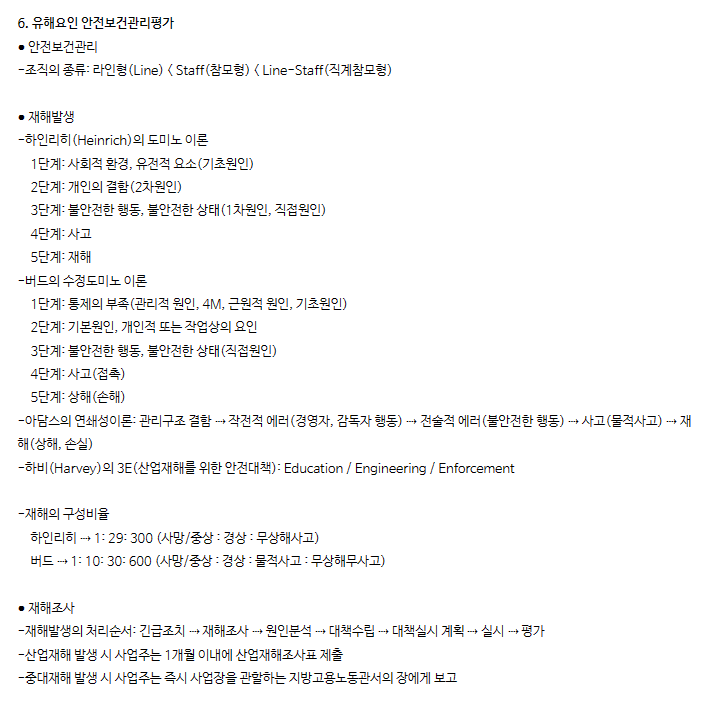 6. 유해요인 안전보건관리평가
● 안전보건관리
-조직의 종류: 라인형(Line) < Staff(참모형) < Line-Staff(직계참모형)
● 재해발생
-하인리히(Heinrich)의 도미노 이론
1단계: 사회적 환경, 유전적 요소(기초원인)
2단계: 개인의 결함(2차원인)
3단계: 불안전한 행동, 불안전한 상태(1차원인, 직접원인)
4단계: 사고
5단계: 재해
-버드의 수정도미노 이론
1단계: 통제의 부족(관리적 원인, 4M, 근원적 원인, 기초원인)
2단계: 기본원인, 개인적 또는 작업상의 요인
3단계: 불안전한 행동, 불안전한 상태(직접원인)
4단계: 사고(접촉)
5단계: 상해(손해)
-아담스의 연쇄성이론: 관리구조 결함 → 작전적 에러(경영자, 감독자 행동) → 전술적 에러(불안전한 행동) → 사고(물적사고) → 재
해(상해, 손실)
-하비(Harvey)의 3E(산업재해를 위한 안전대책): Education / Engineering / Enforcement
-재해의 구성비율
하인리히 → 1: 29: 300 (사망/중상 : 경상 : 무상해사고)
버드 → 1: 10: 30: 600 (사망/중상 : 경상 : 물적사고 : 무상해무사고)
● 재해조사
-재해발생의 처리순서: 긴급조치 → 재해조사 → 원인분석 → 대책수립 → 대책실시 계획 → 실시 → 평가
-산업재해 발생 시 사업주는 1개월 이내에 산업재해조사표 제출
-중대재해 발생 시 사업주는 즉시 사업장을 관할하는 지방고용노동관서의 장에게 보고